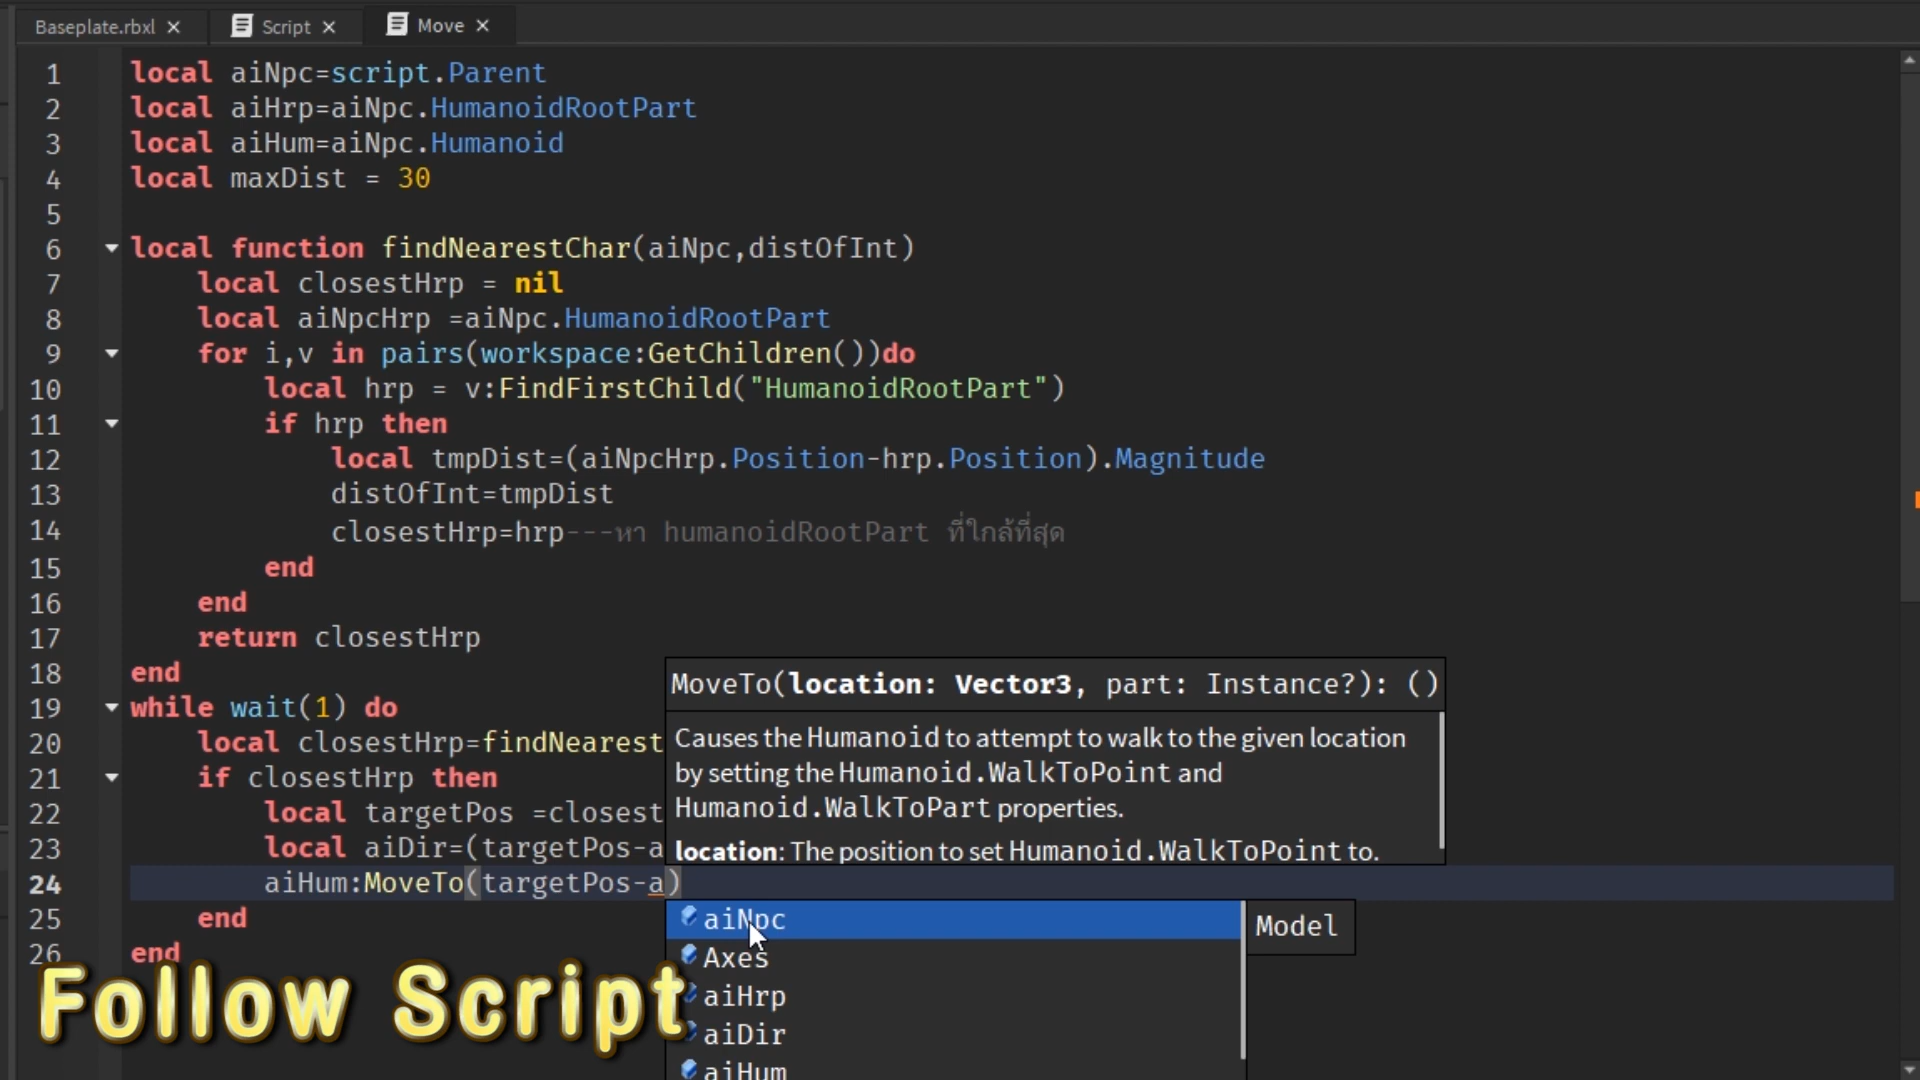 Baseplate.rbxl × Script × Move ×
1 local aiNpc=script.Parent
2 local aiHrp=aiNpc.HumanoidRootPart
3 local aiHum=aiNpc.Humanoid
4 local maxDist = 30
5
6 local function findNearestChar(aiNpc,distOfInt)
7 local closestHrp = nil
8 local aiNpcHrp =aiNpc.HumanoidRootPart
9 for i,v in pairs(workspace:GetChildren())do
10 local hrp = v:FindFirstChild("HumanoidRootPart")
11 if hrp then
12 local tmpDist=(aiNpcHrp.Position-hrp.Position).Magnitude
13 distOfInt=tmpDist
14 closestHrp=hrp---หา humanoidRootPart ที่ใกล้ที่สุด
15 end
16 end
17 return closestHrp
18 end
19 while wait(1) do
20 local closestHrp=findNearest
21 if closestHrp then
22 local targetPos =closest
23 local aiDir=(targetPos-a
24 aiHum:MoveTo(targetPos-a)
25 end
26 end
MoveTo(location: Vector3, part: Instance?): ()
Causes the Humanoid to attempt to walk to the given location
by setting the Humanoid.WalkToPoint and
Humanoid.WalkToPart properties.
location: The position to set Humanoid.WalkToPoint to.
aiNpc
Model
Axes
aiHrp
aiDir
aiHum
Follow Script